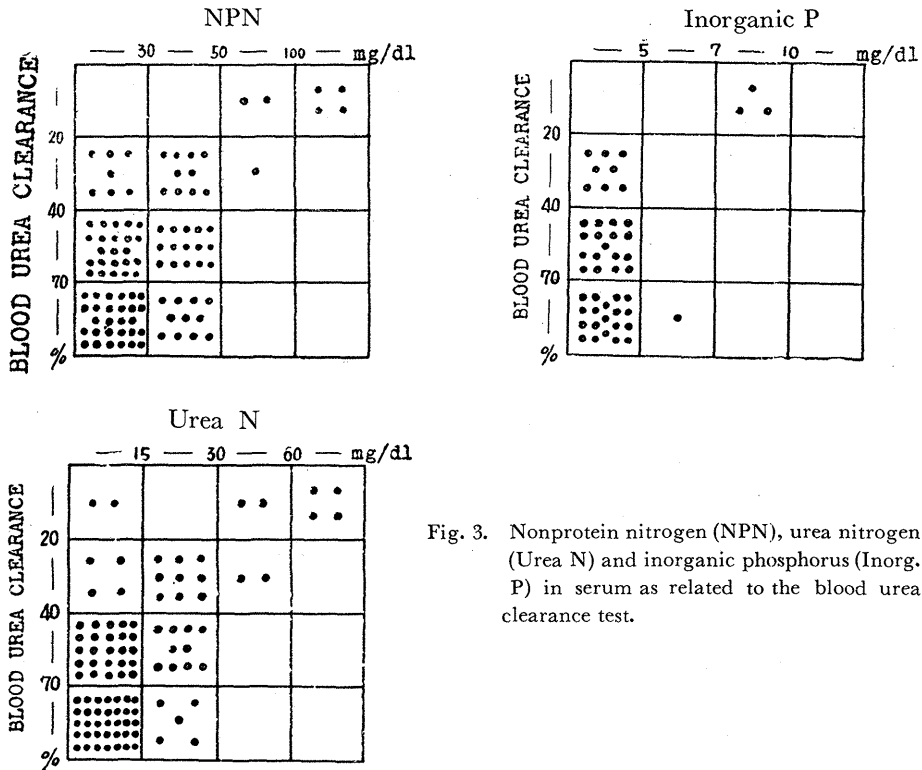 NPN
— 30 — 50 — 100 — mg/dl
BLOOD UREA CLEARANCE
20
40
70
%
Inorganic P
— 5 — 7 — 10 — mg/dl
BLOOD UREA CLEARANCE
20
40
70
%
Urea N
— 15 — 30 — 60 — mg/dl
BLOOD UREA CLEARANCE
20
40
70
%
Fig. 3. Nonprotein nitrogen (NPN), urea nitrogen
(Urea N) and inorganic phosphorus (Inorg.
P) in serum as related to the blood urea
clearance test.